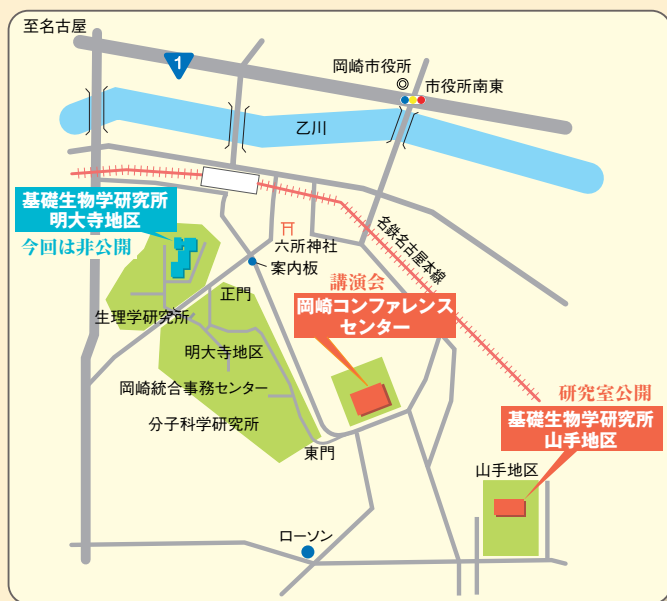 至名古屋
1
岡崎市役所
市役所南東
乙川
基礎生物学研究所
明大寺地区
今回は非公開
六所神社
案内板
名鉄名古屋本線
講演会
岡崎コンファレンス
センター
正門
生理学研究所
明大寺地区
岡崎統合事務センター
分子科学研究所
東門
研究室公開
基礎生物学研究所
山手地区
山手地区
ローソン